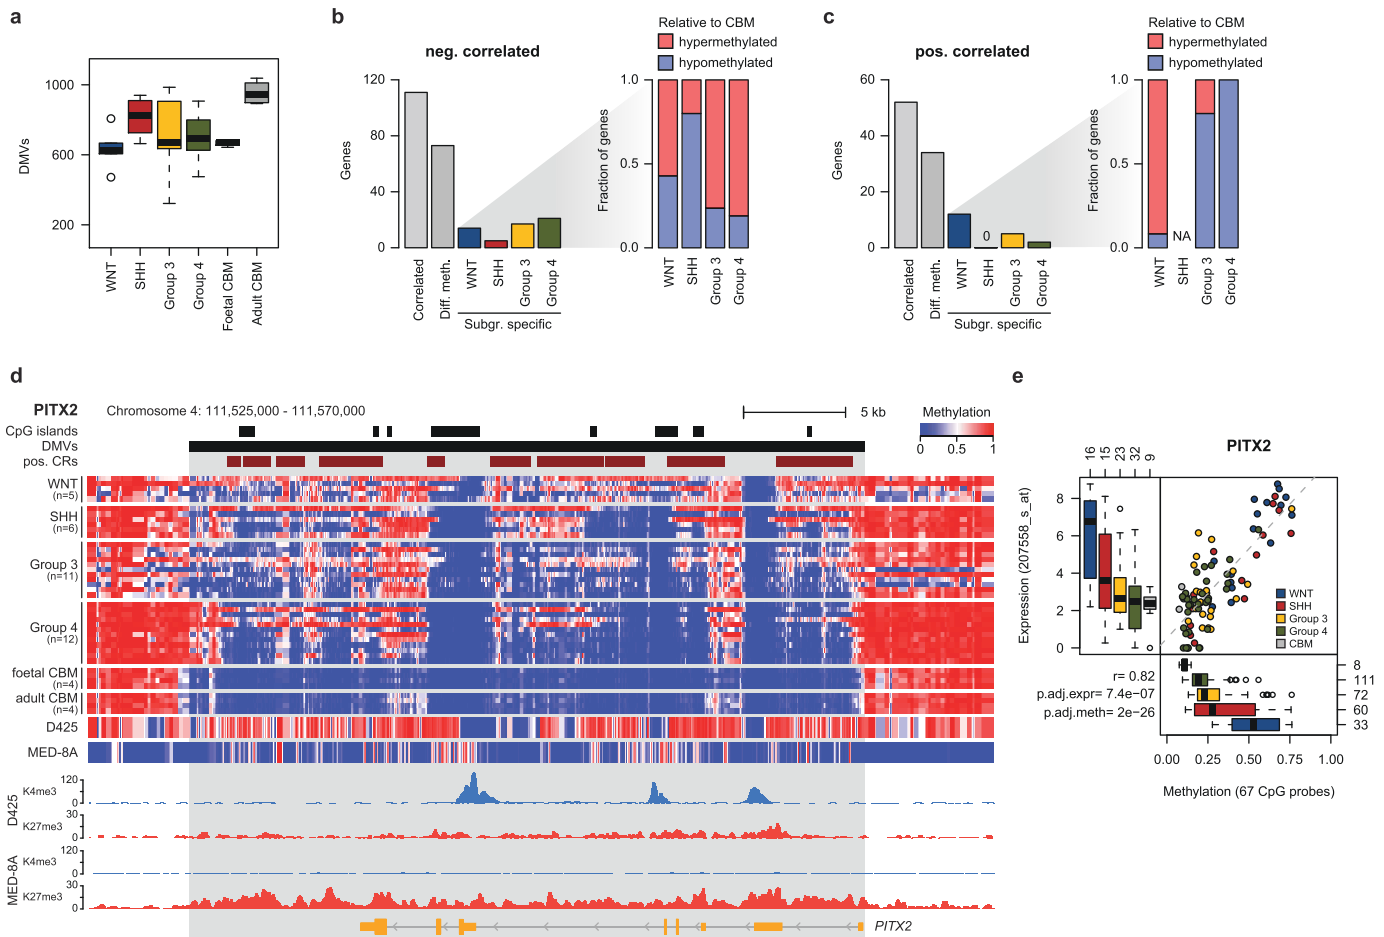 a
1000
600
200
DMVs
WNT
SHH
Group 3
Group 4
Foetal CBM
Adult CBM
b
neg. correlated
120
80
40
0
Genes
Correlated
Diff. meth.
WNT
SHH
Group 3
Group 4
Subgr. specific
Relative to CBM
hypermethylated
hypomethylated
1.0
0.5
0.0
Fraction of genes
WNT
SHH
Group 3
Group 4
c
pos. correlated
60
40
20
0
Genes
0
Correlated
Diff. meth.
WNT
SHH
Group 3
Group 4
Subgr. specific
Relative to CBM
hypermethylated
hypomethylated
1.0
0.5
0.0
Fraction of genes
NA
WNT
SHH
Group 3
Group 4
d
PITX2
Chromosome 4: 111,525,000 - 111,570,000
5 kb
Methylation
0 0.5 1
CpG islands
DMVs
pos. CRs
WNT
(n=5)
SHH
(n=6)
Group 3
(n=11)
Group 4
(n=12)
foetal CBM
(n=4)
adult CBM
(n=4)
D425
MED-8A
D425
K4me3
120
0
K27me3
30
0
MED-8A
K4me3
120
0
K27me3
30
0
PITX2
e
PITX2
16 15 23 32 9
8
6
4
2
0
Expression (207558_s_at)
WNT
SHH
Group 3
Group 4
CBM
r= 0.82
p.adj.expr= 7.4e−07
p.adj.meth= 2e−26
8
111
72
60
33
0.00 0.25 0.50 0.75 1.00
Methylation (67 CpG probes)